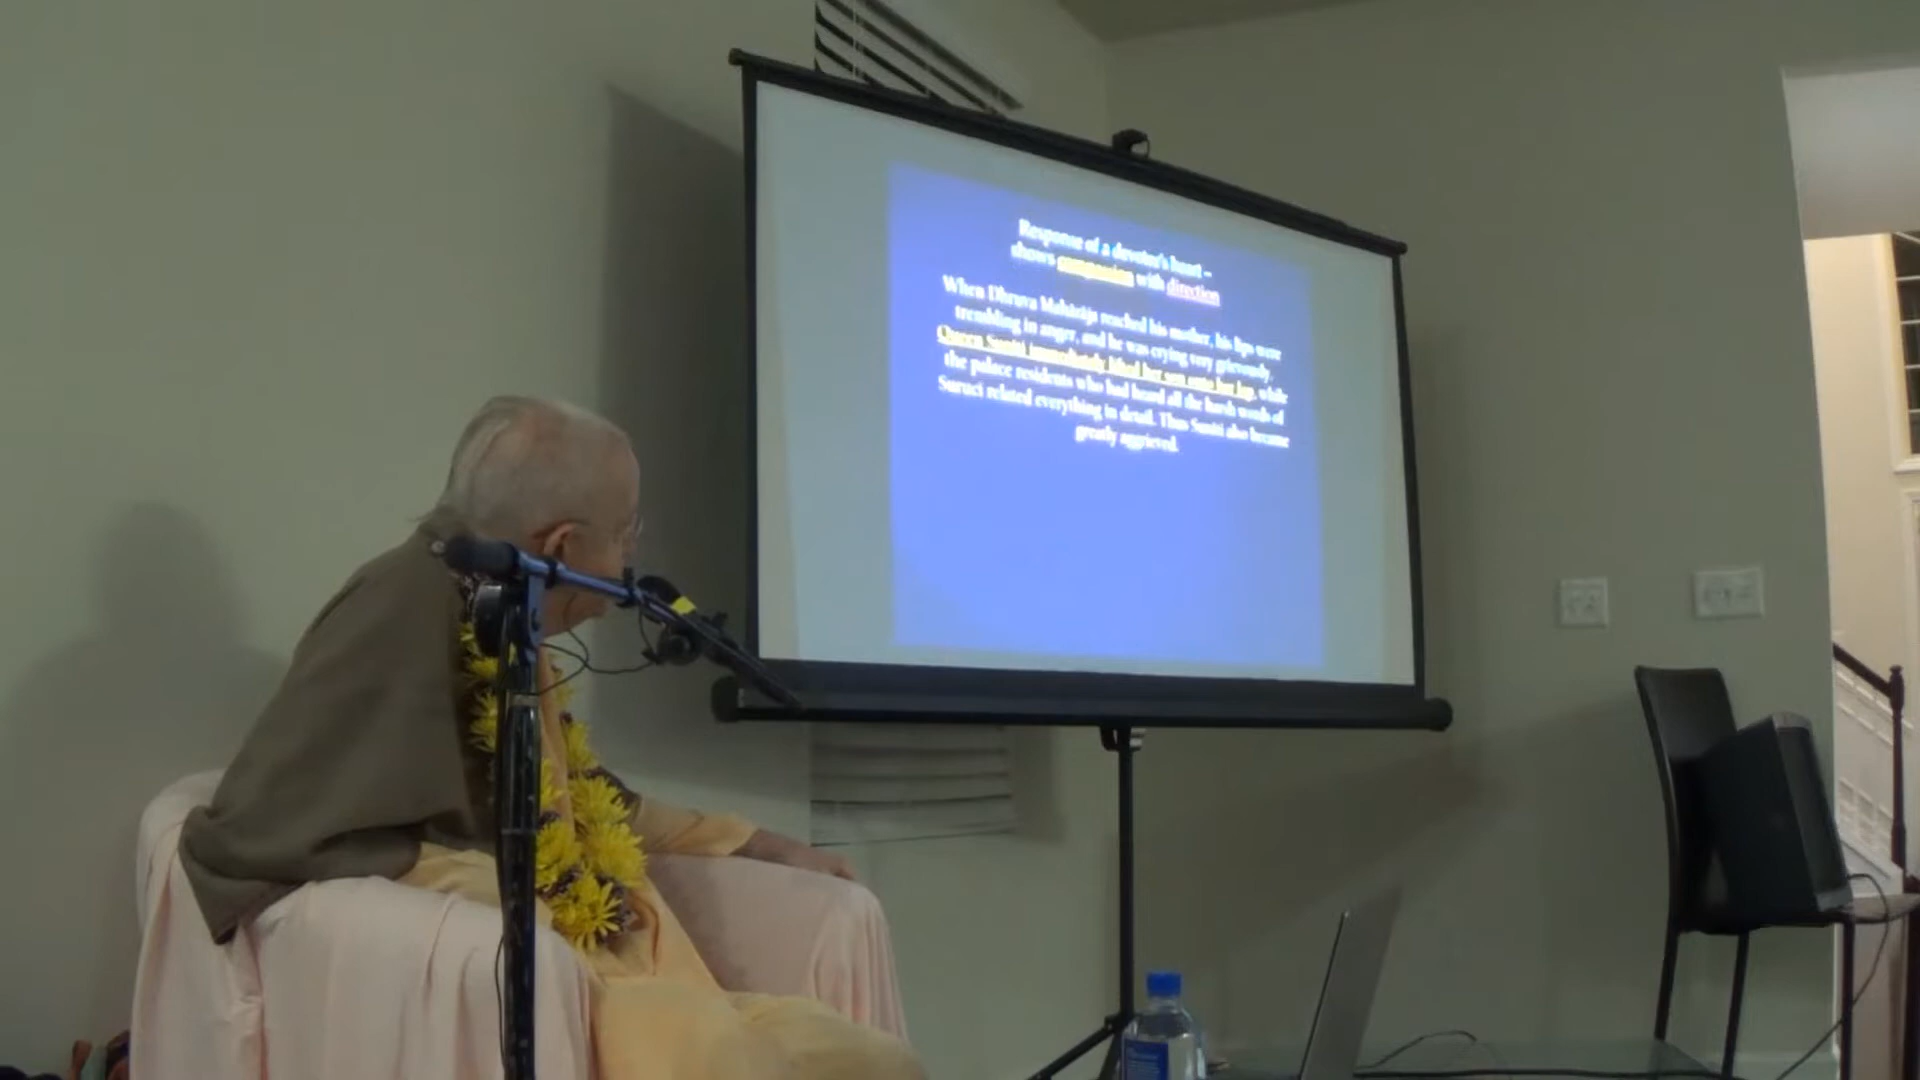 Response of a devotee's heart –
shows compassion with direction
When Dhruva Mahārāja reached his mother, his lips were
trembling in anger, and he was crying very grievously.
Queen Sunīti immediately lifted her son onto her lap, while
the palace residents who had heard all the harsh words of
Suruci related everything in detail. Thus Sunīti also became
greatly aggrieved.